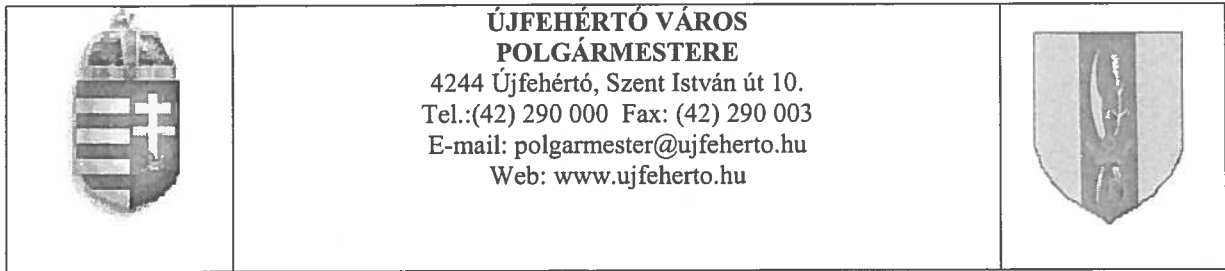 ÚJFEHÉRTÓ VÁROS
POLGÁRMESTERE
4244 Újfehértó, Szent István út 10.
Tel.:(42) 290 000 Fax: (42) 290 003
E-mail: polgarmester@ujfeherto.hu
Web: www.ujfeherto.hu